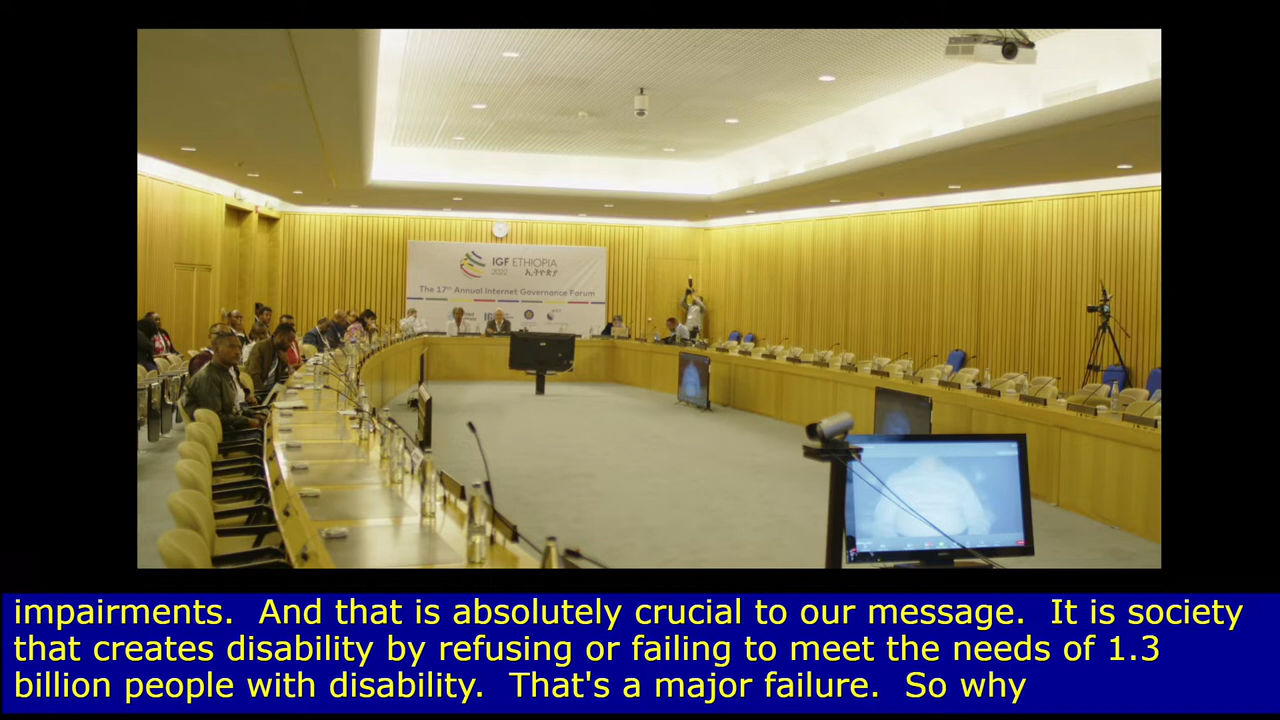 IGF ETHIOPIA
2022 ኢትዮጵያ
The 17th Annual Internet Governance Forum
impairments. And that is absolutely crucial to our message. It is society
that creates disability by refusing or failing to meet the needs of 1.3
billion people with disability. That's a major failure. So why